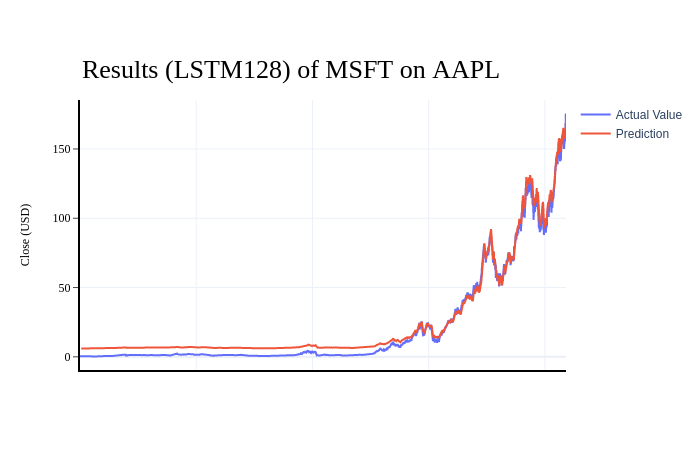 Results (LSTM128) of MSFT on AAPL
Actual Value
Prediction
150
100
50
0
Close (USD)